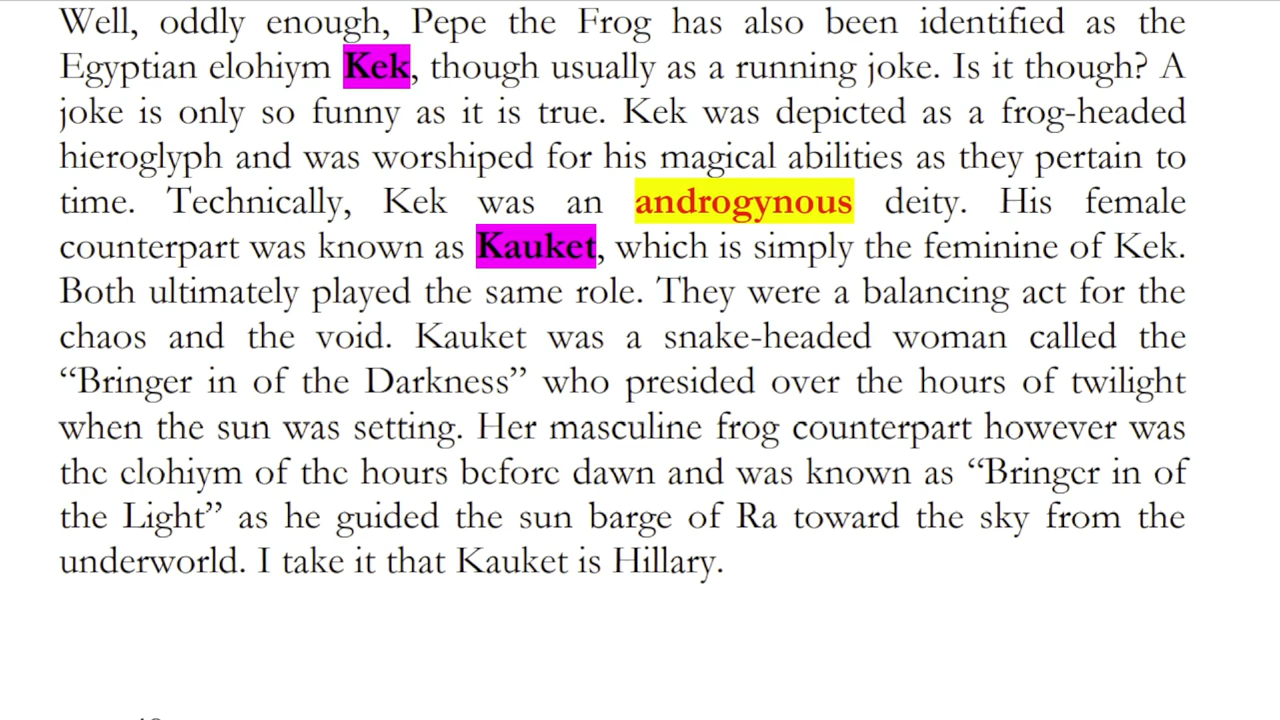 Well, oddly enough, Pepe the Frog has also been identified as the
Egyptian elohiym Kek, though usually as a running joke. Is it though? A
joke is only so funny as it is true. Kek was depicted as a frog-headed
hieroglyph and was worshiped for his magical abilities as they pertain to
time. Technically, Kek was an androgynous deity. His female
counterpart was known as Kauket, which is simply the feminine of Kek.
Both ultimately played the same role. They were a balancing act for the
chaos and the void. Kauket was a snake-headed woman called the
“Bringer in of the Darkness” who presided over the hours of twilight
when the sun was setting. Her masculine frog counterpart however was
the elohiym of the hours before dawn and was known as “Bringer in of
the Light” as he guided the sun barge of Ra toward the sky from the
underworld. I take it that Kauket is Hillary.